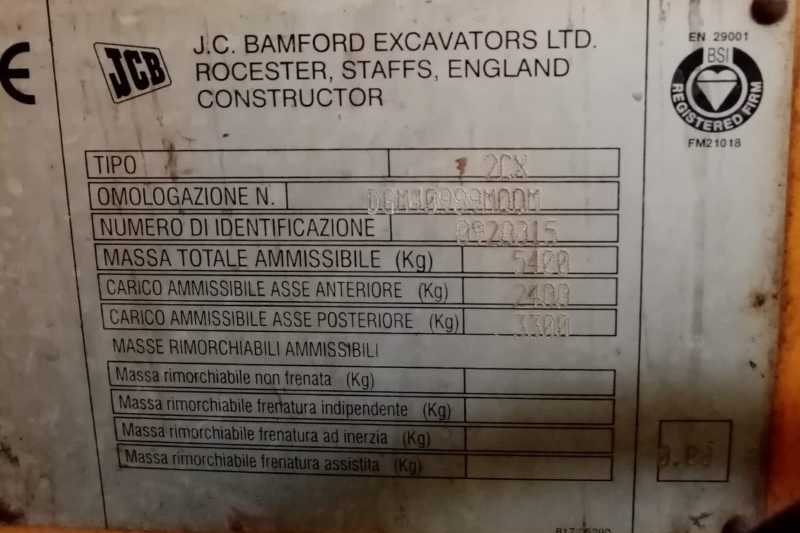 CE
JCB
J.C. BAMFORD EXCAVATORS LTD.
ROCESTER, STAFFS, ENGLAND
CONSTRUCTOR
EN 29001
BSI
REGISTERED FIRM
FM21018
TIPO 2CX
OMOLOGAZIONE N.
NUMERO DI IDENTIFICAZIONE
MASSA TOTALE AMMISSIBILE (Kg) 5400
CARICO AMMISSIBILE ASSE ANTERIORE (Kg) 2400
CARICO AMMISSIBILE ASSE POSTERIORE (Kg) 3300
MASSE RIMORCHIABILI AMMISSIBILI
Massa rimorchiabile non frenata (Kg)
Massa rimorchiabile frenatura indipendente (Kg)
Massa rimorchiabile frenatura ad inerzia (Kg)
Massa rimorchiabile frenatura assistita (Kg)